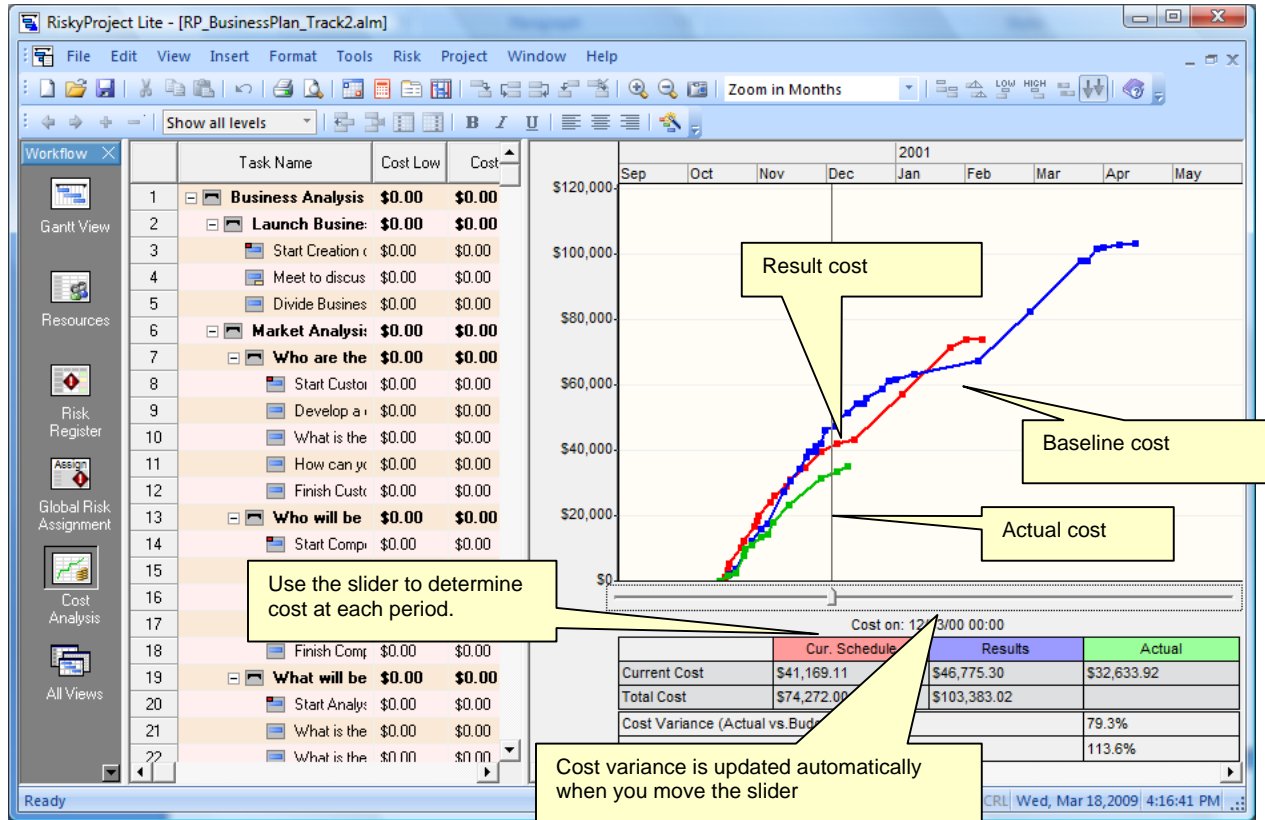 RiskyProject Lite - [RP_BusinessPlan_Track2.alm]
File Edit View Insert Format Tools Risk Project Window Help
Zoom in Months
LOW HIGH
Show all levels
B I U
Workflow
Gantt View
Resources
Risk Register
Assign
Global Risk Assignment
Cost Analysis
All Views
Task Name Cost Low Cost
1 Business Analysis $0.00 $0.00
2 Launch Busine $0.00 $0.00
3 Start Creation $0.00 $0.00
4 Meet to discus $0.00 $0.00
5 Divide Busines $0.00 $0.00
6 Market Analysis $0.00 $0.00
7 Who are the $0.00 $0.00
8 Start Custo $0.00 $0.00
9 Develop a $0.00 $0.00
10 What is the $0.00 $0.00
11 How can yo $0.00 $0.00
12 Finish Custo $0.00 $0.00
13 Who will be $0.00 $0.00
14 Start Comp $0.00 $0.00
15
16
17
18 Finish Comp $0.00 $0.00
19 What will be $0.00 $0.00
20 Start Analys $0.00 $0.00
21 What is the $0.00 $0.00
22 What is the $0.00 $0.00
2001
Sep Oct Nov Dec Jan Feb Mar Apr May
$120,000
$100,000
$80,000
$60,000
$40,000
$20,000
$0
Result cost
Baseline cost
Actual cost
Use the slider to determine
cost at each period.
Cost on: 12/ 3/00 00:00
Cur. Schedule Results Actual
Current Cost $41,169.11 $46,775.30 $32,633.92
Total Cost $74,272.00 $103,383.02
Cost Variance (Actual vs.Bud 79.3%
113.6%
Cost variance is updated automatically
when you move the slider
Ready
CRL Wed, Mar 18,2009 4:16:41 PM